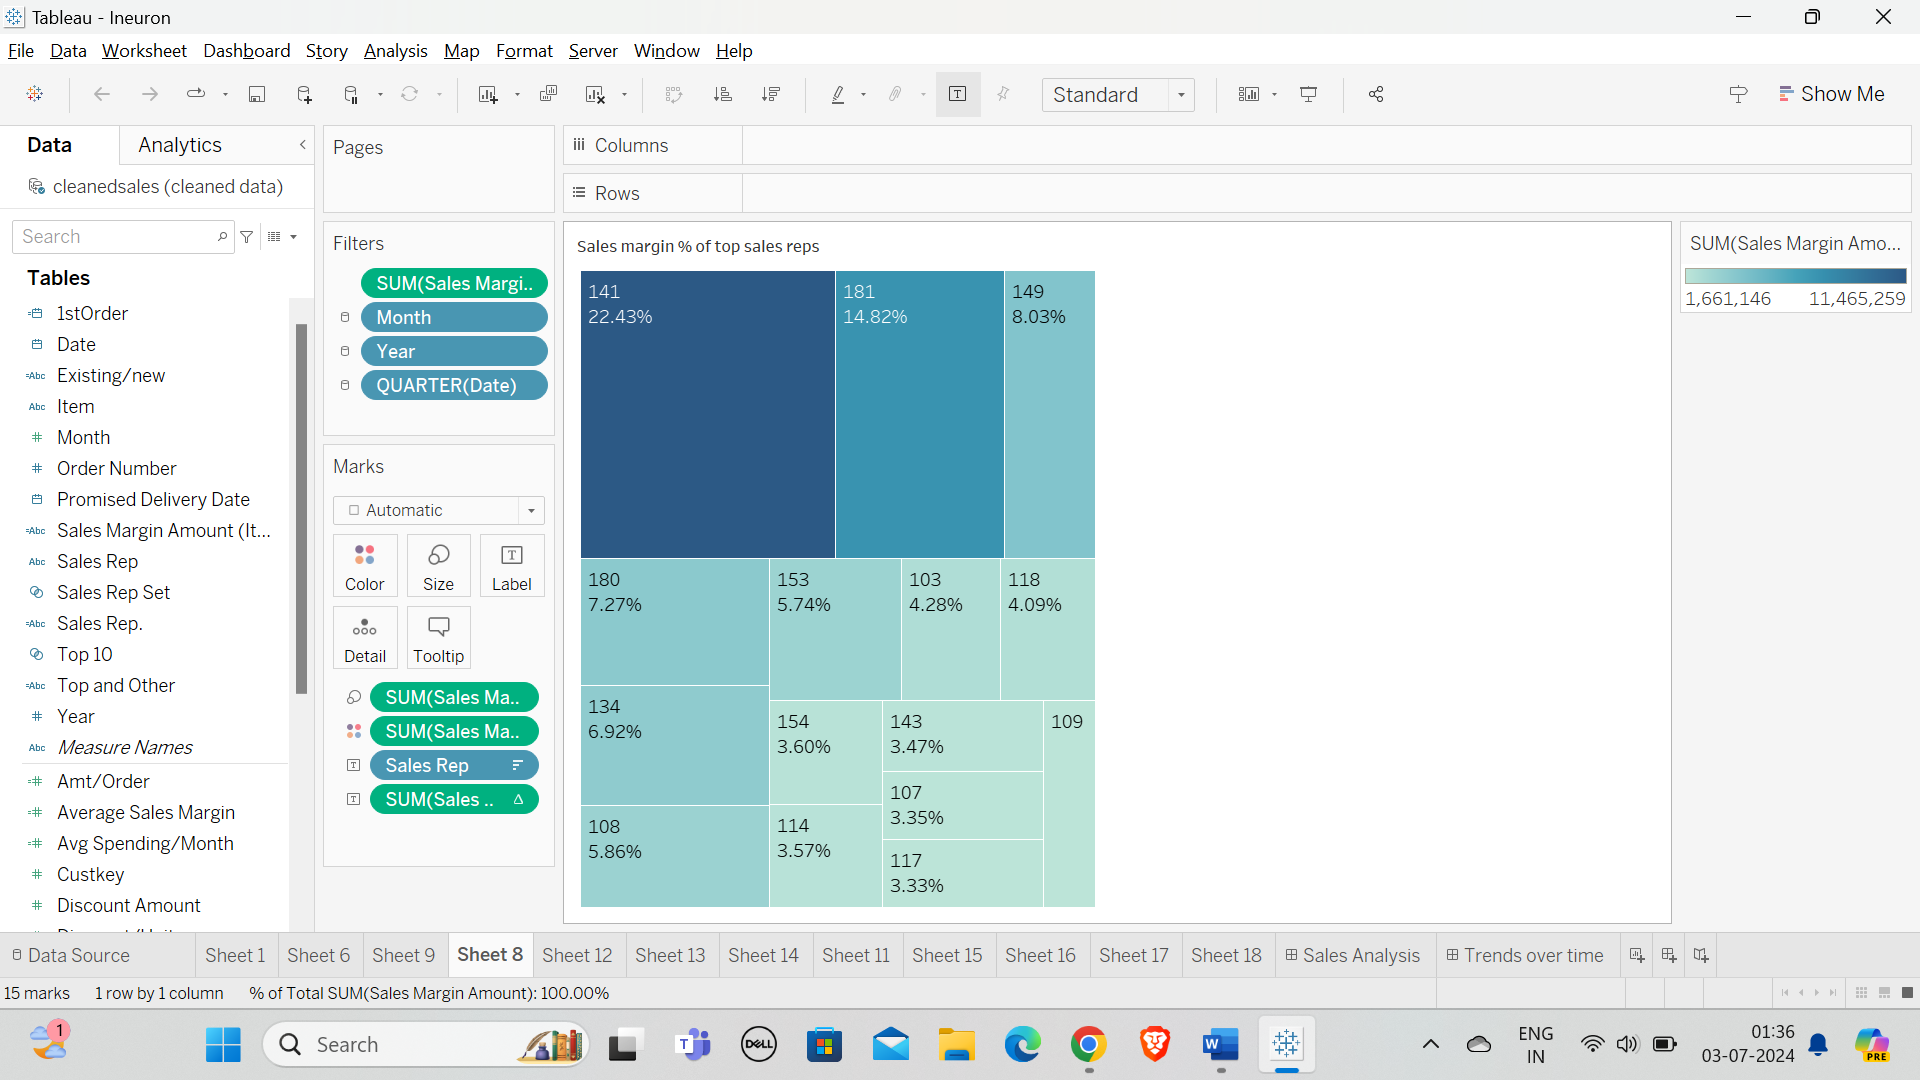 Tableau - Ineuron
File Data Worksheet Dashboard Story Analysis Map Format Server Window Help
Standard
Show Me
Data
Analytics
cleanedsales (cleaned data)
Search
Tables
1stOrder
Date
=Abc Existing/new
Abc Item
Month
Order Number
Promised Delivery Date
=Abc Sales Margin Amount (It...
Abc Sales Rep
Sales Rep Set
=Abc Sales Rep.
Top 10
=Abc Top and Other
Year
Abc Measure Names
Amt/Order
Average Sales Margin
Avg Spending/Month
Custkey
Discount Amount
Pages
Filters
SUM(Sales Margi..
Month
Year
QUARTER(Date)
Marks
Automatic
Color
Size
Label
Detail
Tooltip
SUM(Sales Ma..
SUM(Sales Ma..
Sales Rep
SUM(Sales ..
Columns
Rows
Sales margin % of top sales reps
141
22.43%
181
14.82%
149
8.03%
180
7.27%
153
5.74%
103
4.28%
118
4.09%
134
6.92%
154
3.60%
143
3.47%
109
107
3.35%
108
5.86%
114
3.57%
117
3.33%
SUM(Sales Margin Amo...
1,661,146 11,465,259
Data Source
Sheet 1
Sheet 6
Sheet 9
Sheet 8
Sheet 12
Sheet 13
Sheet 14
Sheet 11
Sheet 15
Sheet 16
Sheet 17
Sheet 18
Sales Analysis
Trends over time
15 marks 1 row by 1 column % of Total SUM(Sales Margin Amount): 100.00%
1
Search
DELL
ENG
IN
01:36
03-07-2024
PRE